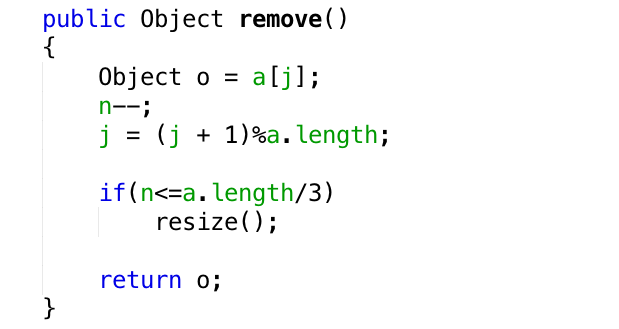 public Object remove()
{
    Object o = a[j];
    n--;
    j = (j + 1)%a.length;
    if(n<=a.length/3)
        resize();
    return o;
}